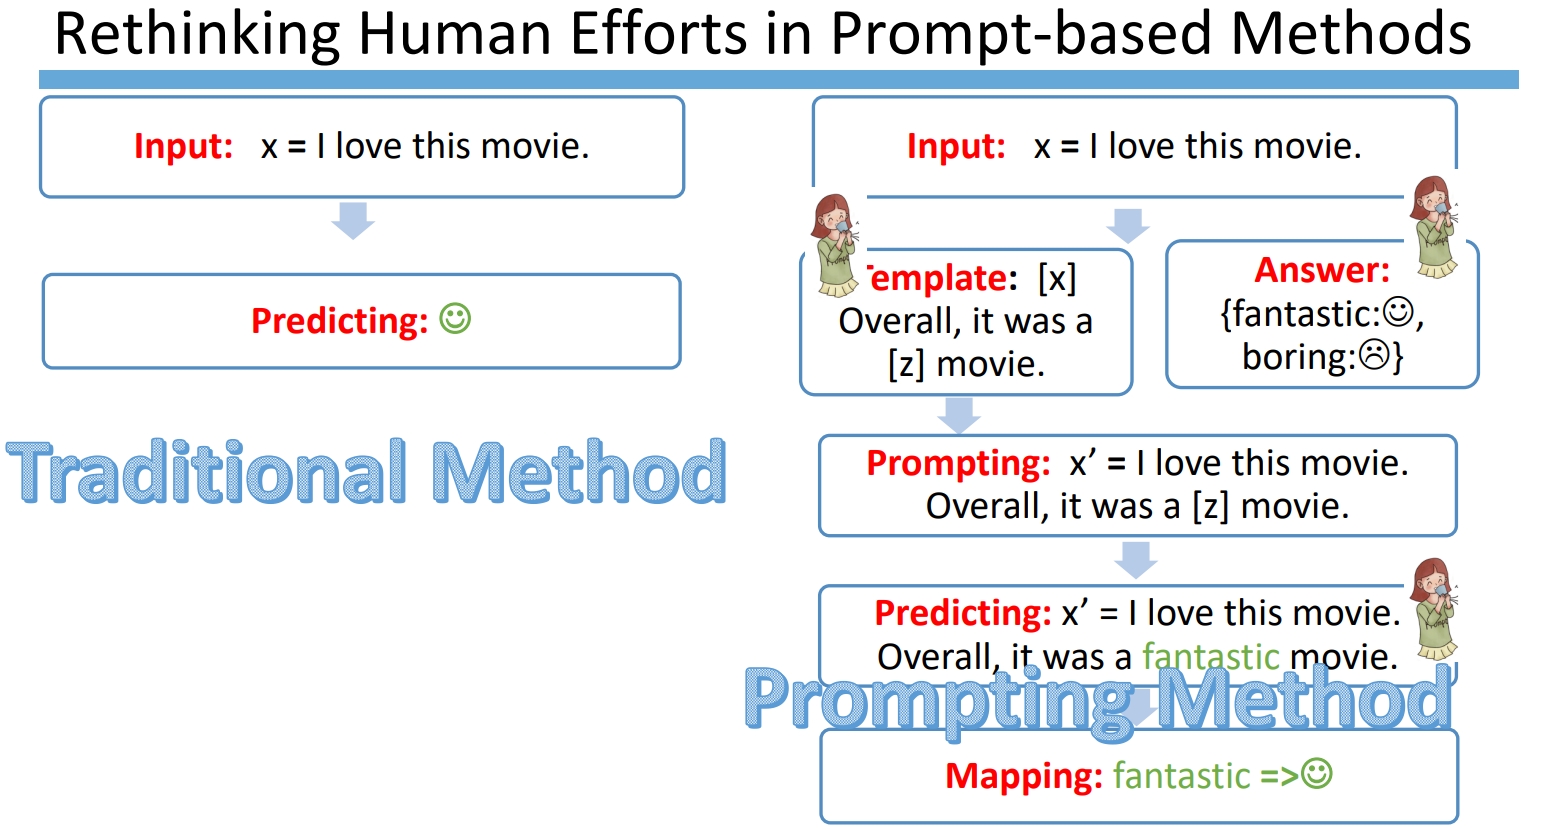 Rethinking Human Efforts in Prompt-based Methods
Input: x = I love this movie.
Predicting: ☺
Traditional Method
Input: x = I love this movie.
Template: [x]
Overall, it was a
[z] movie.
Answer:
{fantastic:☺,
boring:☹}
Prompting: x’ = I love this movie.
Overall, it was a [z] movie.
Predicting: x’ = I love this movie.
Overall, it was a fantastic movie.
Prompting Method
Mapping: fantastic =>☺